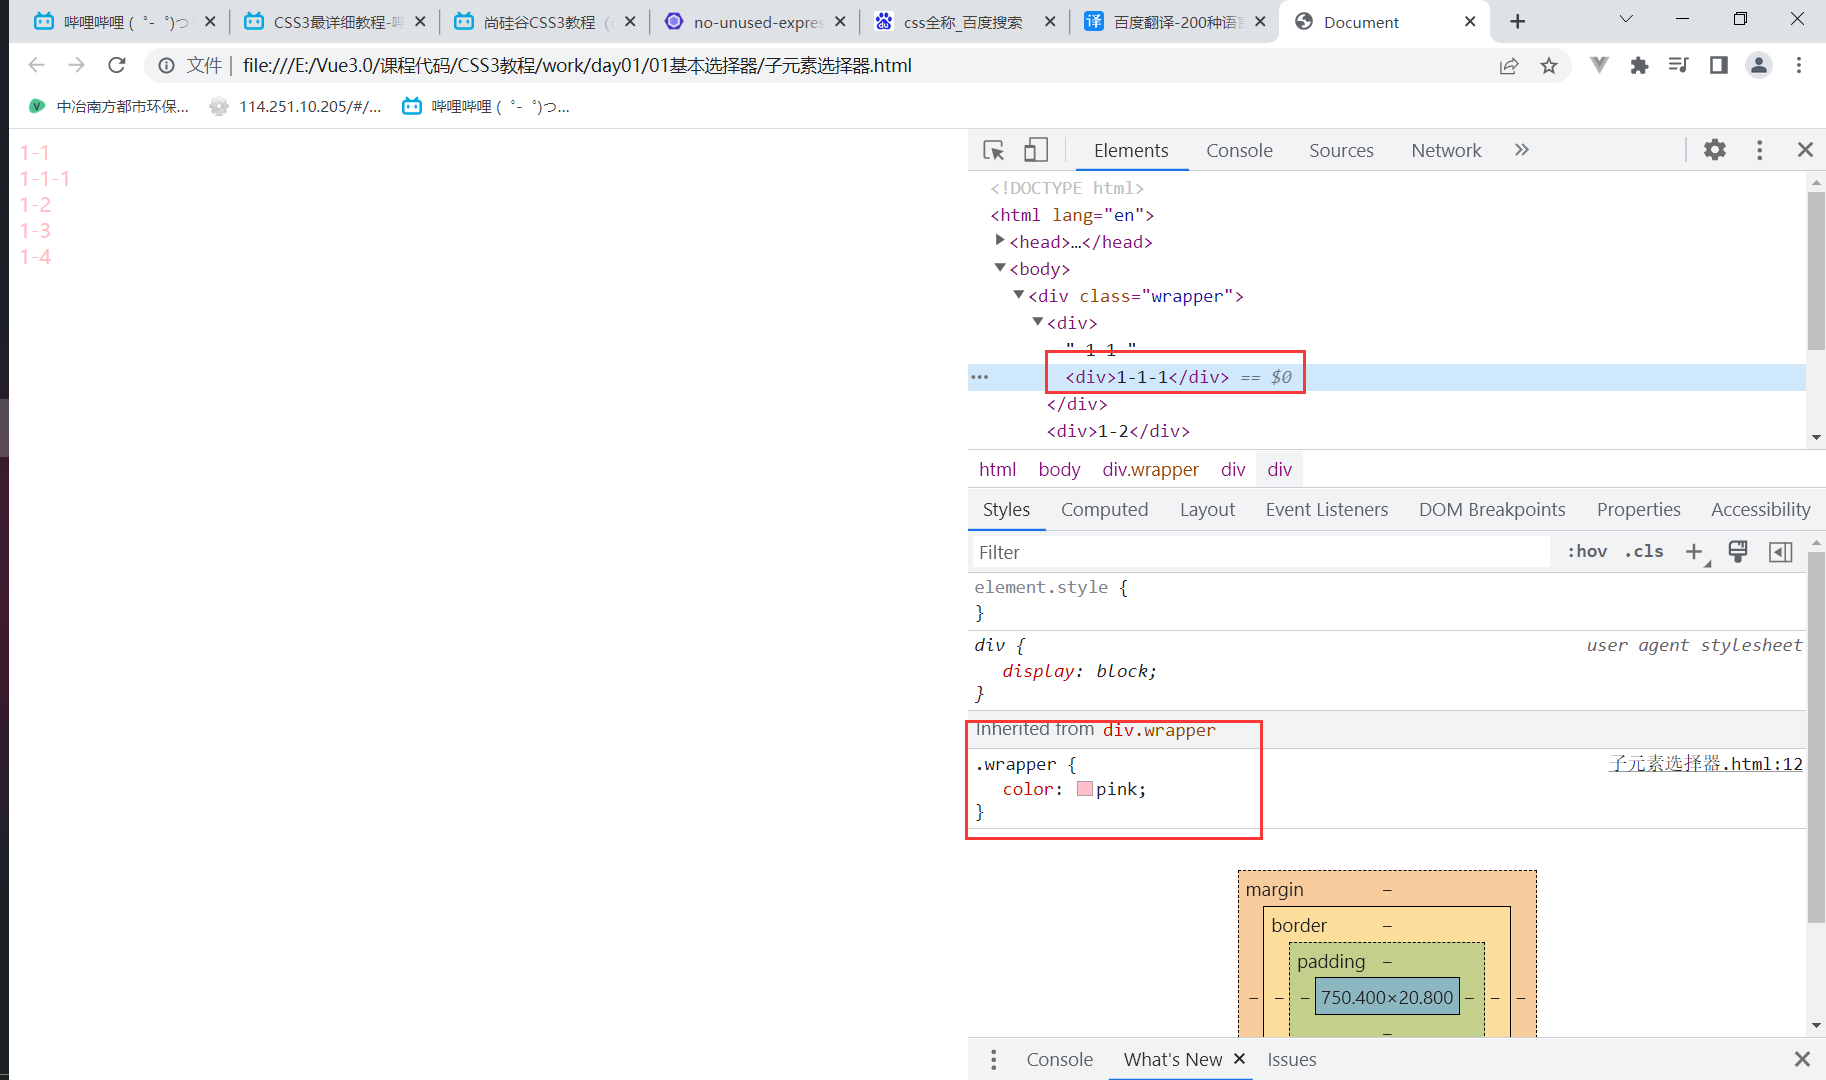 哔哩哔哩 (゜-゜)つ
CSS3最详细教程-哔
尚硅谷CSS3教程
no-unused-expres
css全称_百度搜索
百度翻译-200种语言
Document
文件 | file:///E:/Vue3.0/课程代码/CSS3教程/work/day01/01基本选择器/子元素选择器.html
中冶南方都市环保... 114.251.10.205/#/... 哔哩哔哩 (゜-゜)つ...
1-1
1-1-1
1-2
1-3
1-4
Elements Console Sources Network »
<!DOCTYPE html>
<html lang="en">
<head>…</head>
<body>
<div class="wrapper">
<div>
" 1-1 "
<div>1-1-1</div> == $0
</div>
<div>1-2</div>
html body div.wrapper div div
Styles Computed Layout Event Listeners DOM Breakpoints Properties Accessibility
Filter :hov .cls +
element.style {
}
div { user agent stylesheet
display: block;
}
Inherited from div.wrapper
.wrapper { 子元素选择器.html:12
color: pink;
}
margin –
border –
padding –
– – – 750.400×20.800 – – –
–
Console What's New × Issues